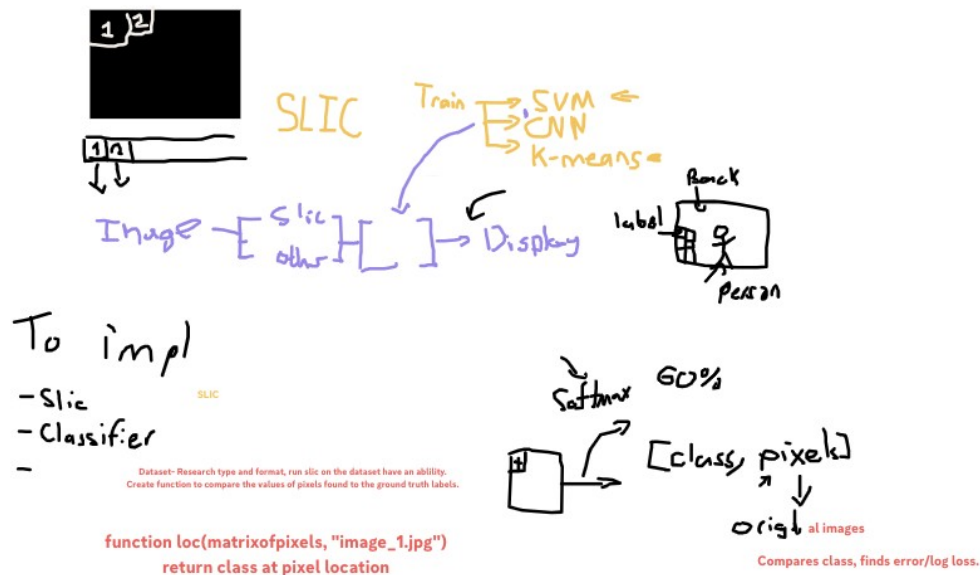 1 2
SLIC
Train
SVM
CNN
K-means
1 2
Image
Slic
other
Display
Back
label
Person
To impl
- Slic
- Classifier
-
SLIC
Dataset- Research type and format, run slic on the dataset have an ablility.
Create function to compare the values of pixels found to the ground truth labels.
function loc(matrixofpixels, "image_1.jpg")
return class at pixel location
Softmax 60%
+
[class, pixels]
origi al images
Compares class, finds error/log loss.